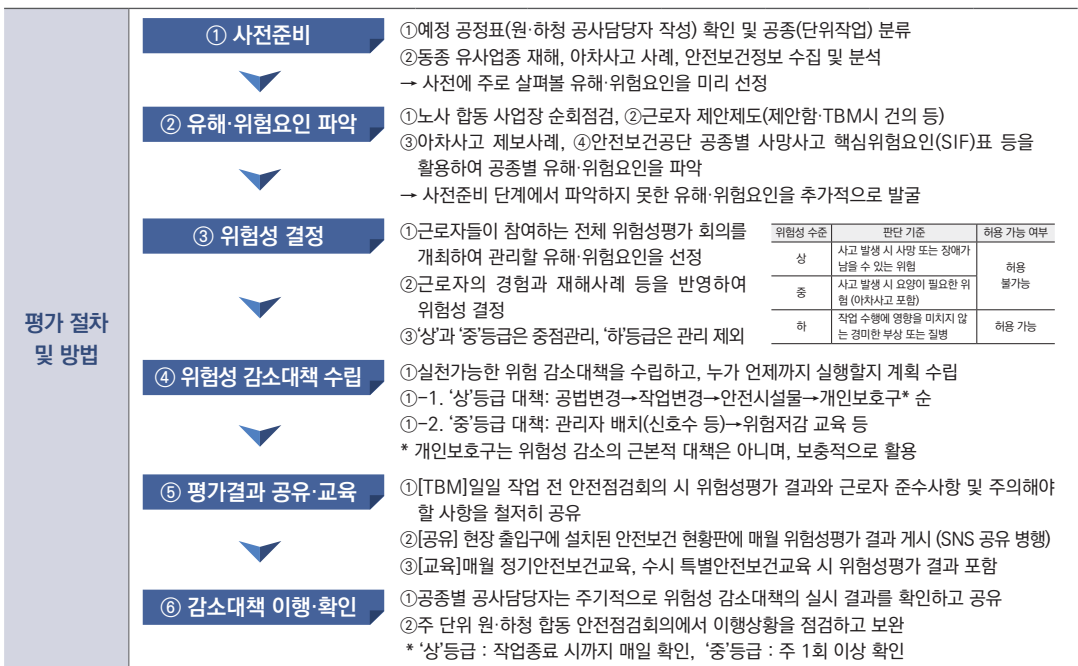 평가 절차
및 방법
① 사전준비
①예정 공정표(원·하청 공사담당자 작성) 확인 및 공종(단위작업) 분류
②동종 유사업종 재해, 아차사고 사례, 안전보건정보 수집 및 분석
→ 사전에 주로 살펴볼 유해·위험요인을 미리 선정
② 유해·위험요인 파악
①노사 합동 사업장 순회점검, ②근로자 제안제도(제안함·TBM시 건의 등)
③아차사고 제보사례, ④안전보건공단 공종별 사망사고 핵심위험요인(SIF)표 등을
활용하여 공종별 유해·위험요인을 파악
→ 사전준비 단계에서 파악하지 못한 유해·위험요인을 추가적으로 발굴
③ 위험성 결정
①근로자들이 참여하는 전체 위험성평가 회의를
개최하여 관리할 유해·위험요인을 선정
②근로자의 경험과 재해사례 등을 반영하여
위험성 결정
③'상'과 '중'등급은 중점관리, '하'등급은 관리 제외
위험성 수준 판단 기준 허용 가능 여부
상 사고 발생 시 사망 또는 장애가
남을 수 있는 위험
허용
불가능
중 사고 발생 시 요양이 필요한 위
험 (아차사고 포함)
하 작업 수행에 영향을 미치지 않
는 경미한 부상 또는 질병
허용 가능
④ 위험성 감소대책 수립
①실천가능한 위험 감소대책을 수립하고, 누가 언제까지 실행할지 계획 수립
①-1. '상'등급 대책: 공법변경→작업변경→안전시설물→개인보호구* 순
①-2. '중'등급 대책: 관리자 배치(신호수 등)→위험저감 교육 등
* 개인보호구는 위험성 감소의 근본적 대책은 아니며, 보충적으로 활용
⑤ 평가결과 공유·교육
①[TBM]일일 작업 전 안전점검회의 시 위험성평가 결과와 근로자 준수사항 및 주의해야
할 사항을 철저히 공유
②[공유] 현장 출입구에 설치된 안전보건 현황판에 매월 위험성평가 결과 게시 (SNS 공유 병행)
③[교육]매월 정기안전보건교육, 수시 특별안전보건교육 시 위험성평가 결과 포함
⑥ 감소대책 이행·확인
①공종별 공사담당자는 주기적으로 위험성 감소대책의 실시 결과를 확인하고 공유
②주 단위 원·하청 합동 안전점검회의에서 이행상황을 점검하고 보완
* '상'등급 : 작업종료 시까지 매일 확인, '중'등급 : 주 1회 이상 확인